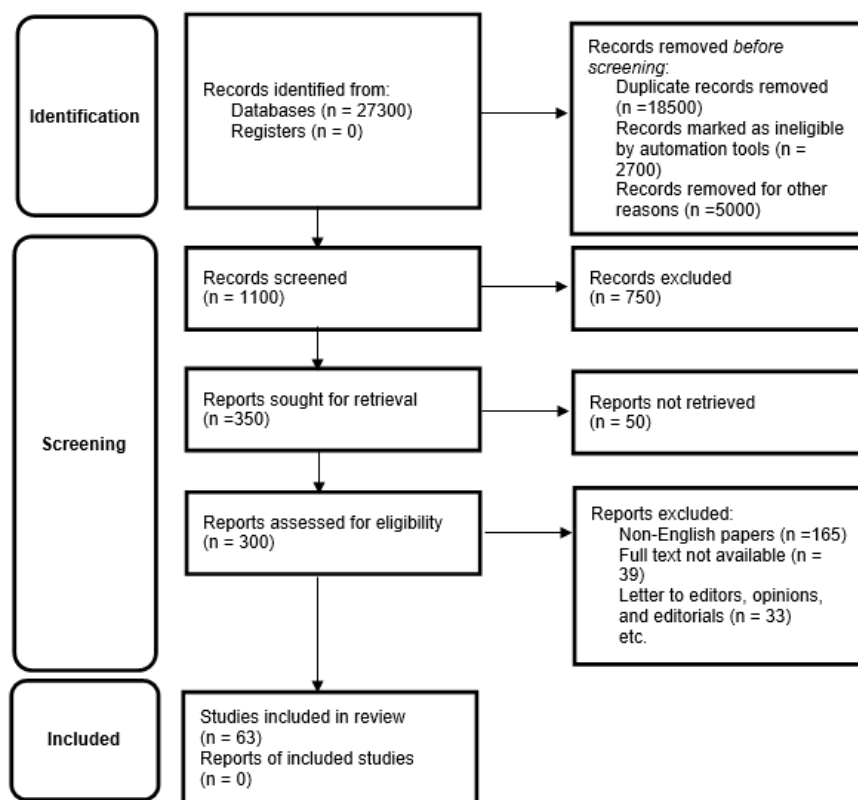 Identification
Records identified from:
Databases (n = 27300)
Registers (n = 0)
Records removed before
screening:
Duplicate records removed
(n =18500)
Records marked as ineligible
by automation tools (n =
2700)
Records removed for other
reasons (n =5000)
Screening
Records screened
(n = 1100)
Records excluded
(n = 750)
Reports sought for retrieval
(n =350)
Reports not retrieved
(n = 50)
Reports assessed for eligibility
(n = 300)
Reports excluded:
Non-English papers (n =165)
Full text not available (n =
39)
Letter to editors, opinions,
and editorials (n = 33)
etc.
Included
Studies included in review
(n = 63)
Reports of included studies
(n = 0)